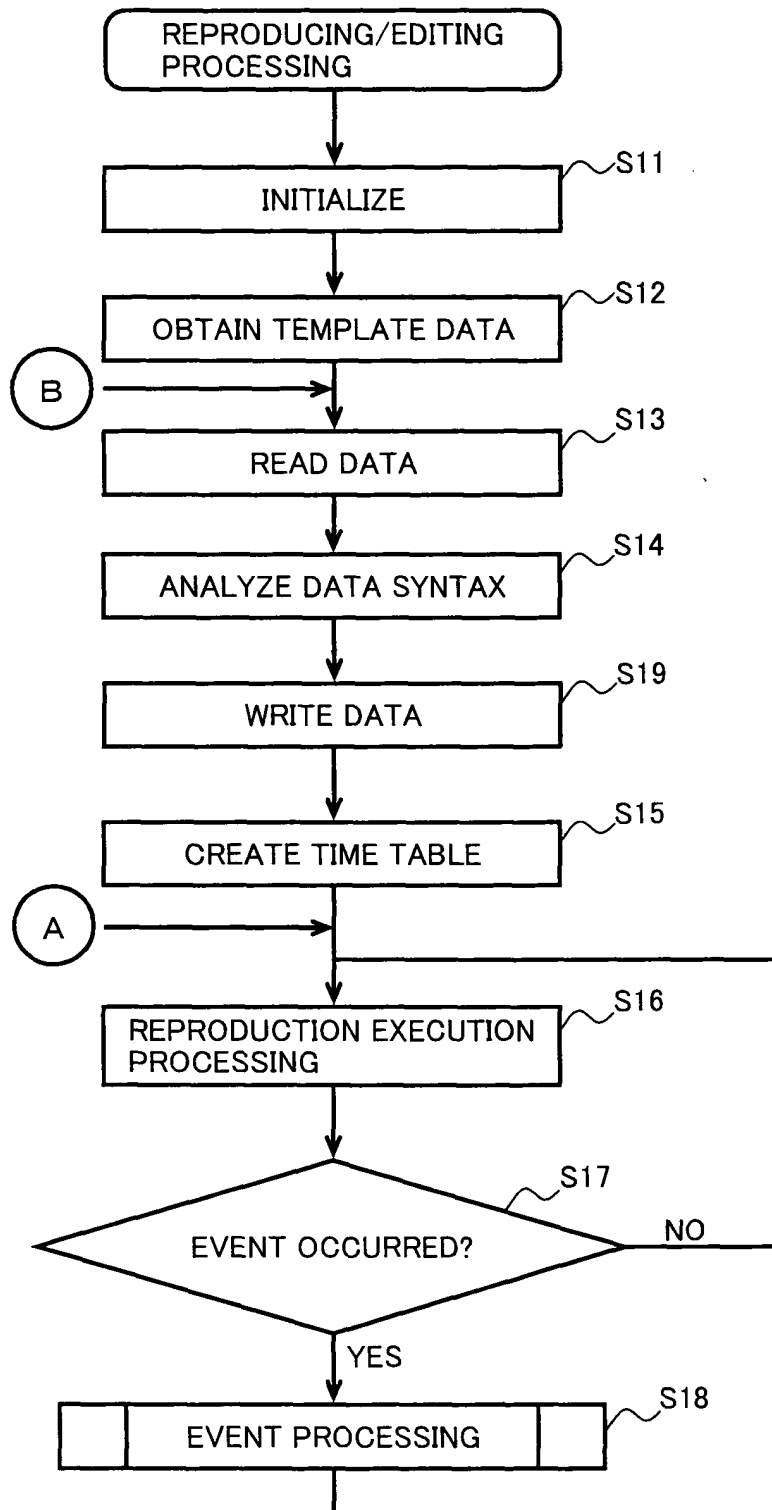 REPRODUCING/EDITING
PROCESSING
S11
INITIALIZE
S12
OBTAIN TEMPLATE DATA
B
S13
READ DATA
S14
ANALYZE DATA SYNTAX
S19
WRITE DATA
S15
CREATE TIME TABLE
A
S16
REPRODUCTION EXECUTION
PROCESSING
S17
EVENT OCCURRED?
NO
YES
S18
EVENT PROCESSING